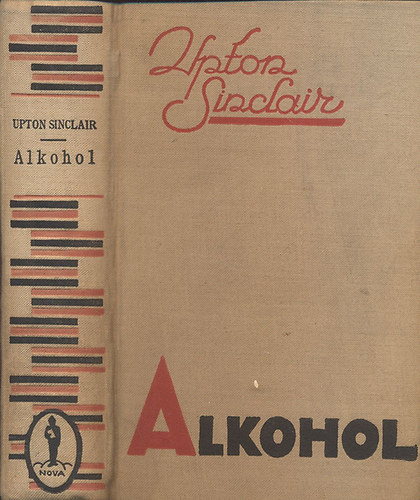 UPTON SINCLAIR
Alkohol
NOVA
Upton
Sinclair
ALKOHOL